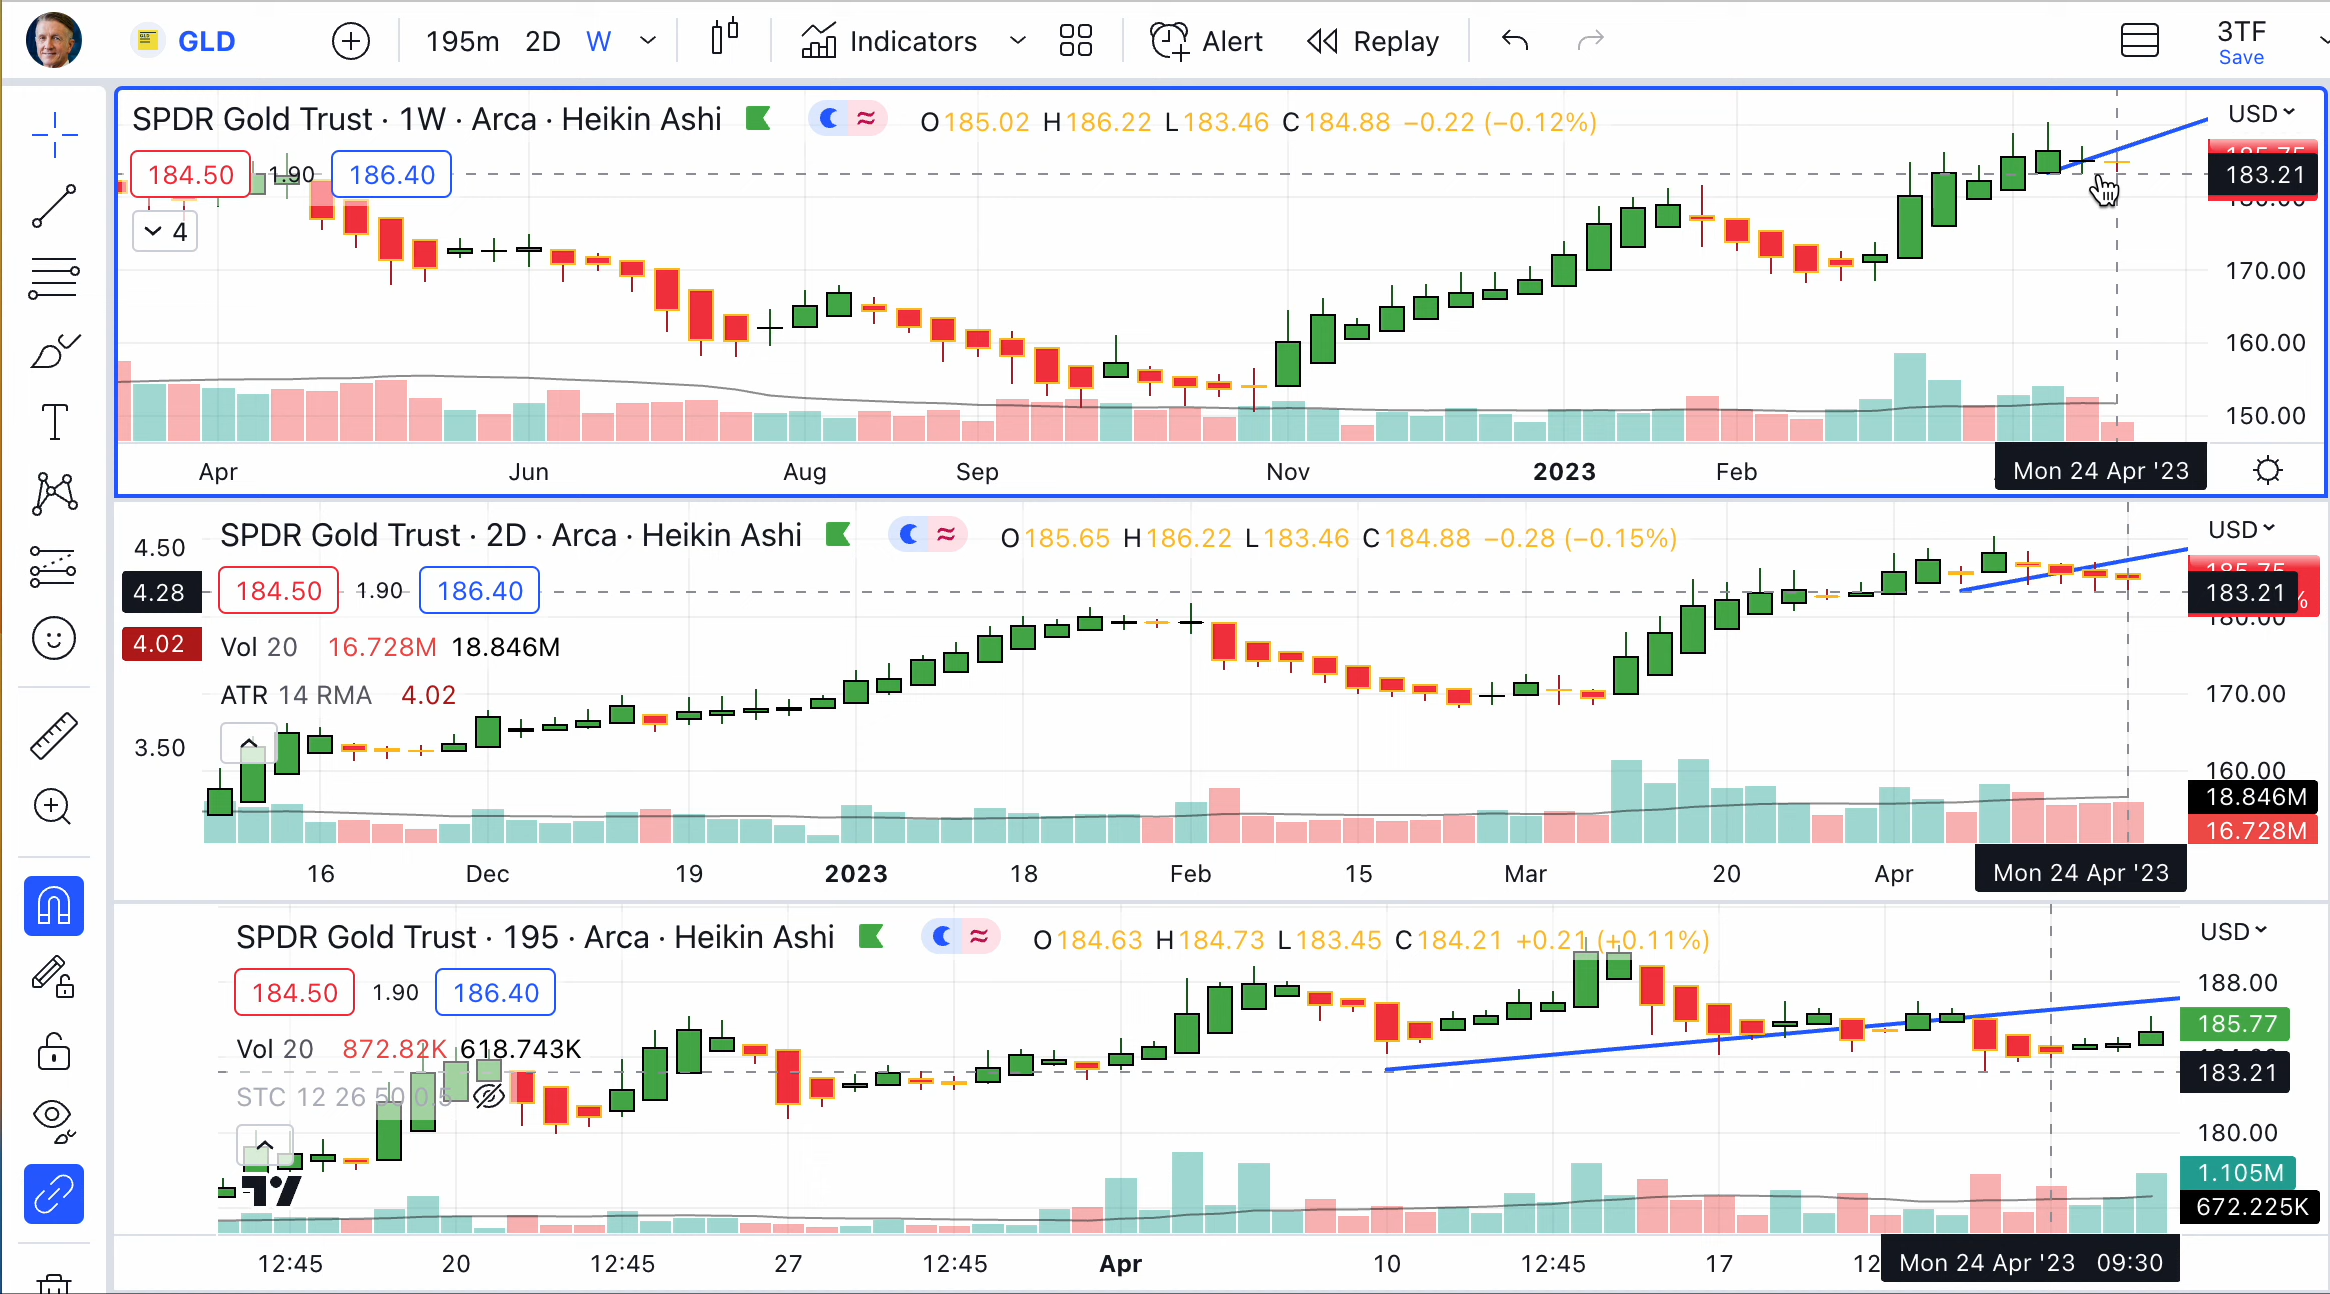 GLD 195m 2D W Indicators Alert Replay 3TF
Save
SPDR Gold Trust · 1W · Arca · Heikin Ashi O185.02 H186.22 L183.46 C184.88 −0.22 (−0.12%) USD
184.50 1.90 186.40 183.21
4
170.00
160.00
150.00
Apr Jun Aug Sep Nov 2023 Feb Mon 24 Apr '23
SPDR Gold Trust · 2D · Arca · Heikin Ashi O185.65 H186.22 L183.46 C184.88 −0.28 (−0.15%) USD
4.50
4.28 184.50 1.90 186.40 183.21
4.02 Vol 20 16.728M 18.846M
ATR 14 RMA 4.02 170.00
3.50
160.00
18.846M
16.728M
16 Dec 19 2023 18 Feb 15 Mar 20 Apr Mon 24 Apr '23
SPDR Gold Trust · 195 · Arca · Heikin Ashi O184.63 H184.73 L183.45 C184.21 +0.21 (+0.11%) USD
184.50 1.90 186.40 188.00
185.77
Vol 20 872.82K 618.743K
183.21
STC 12 26 50 0.5
180.00
1.105M
672.225K
12:45 20 12:45 27 12:45 Apr 10 12:45 17 12 Mon 24 Apr '23 09:30